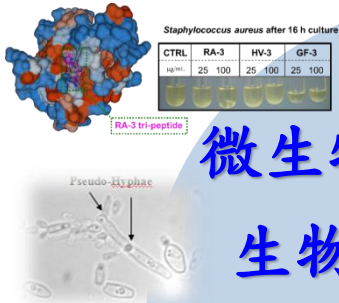 Staphylococcus aureus after 16 h culture
CTRL RA-3 HV-3 GF-3
μg/mL 25 100 25 100 25 100
RA-3 tri-peptide
微生物
Pseudo-Hyphae
生物